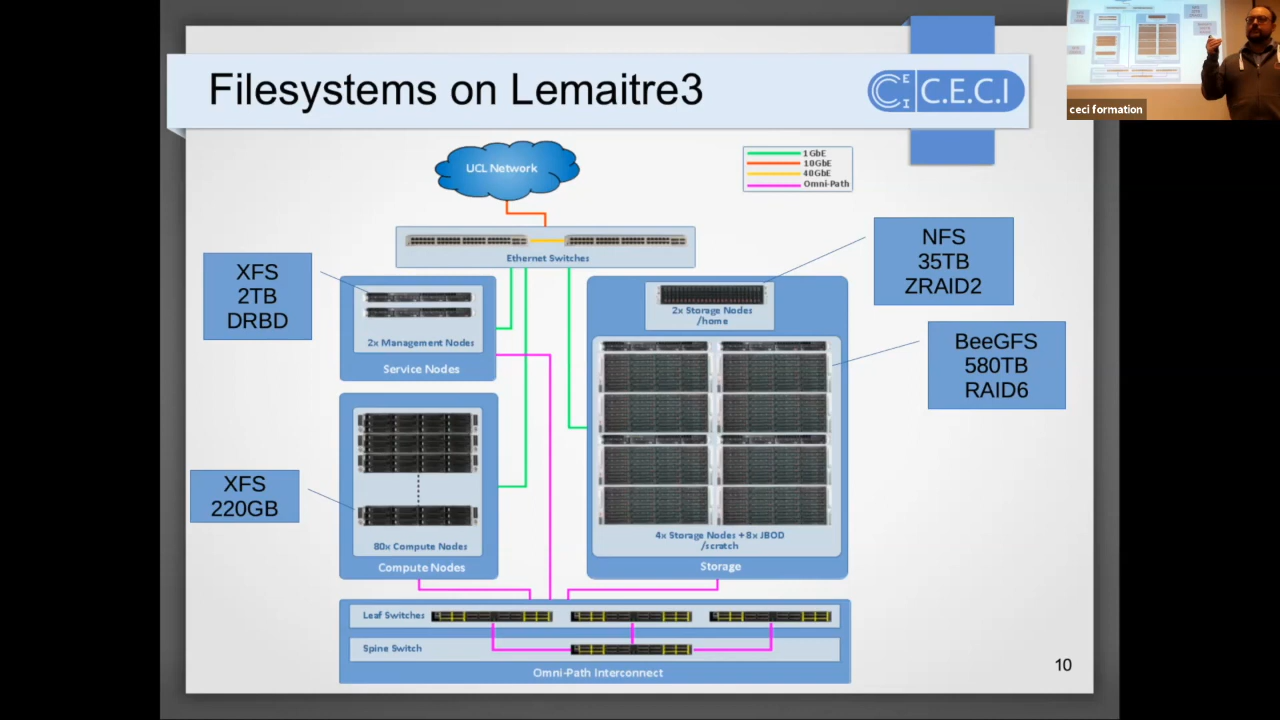 Filesystems on Lemaitre3
CE
CI
C.E.C.I
ceci formation
UCL Network
1GbE
10GbE
40GbE
Omni-Path
Ethernet Switches
XFS
2TB
DRBD
NFS
35TB
ZRAID2
2x Storage Nodes
/home
2x Management Nodes
Service Nodes
BeeGFS
580TB
RAID6
XFS
220GB
80x Compute Nodes
Compute Nodes
4x Storage Nodes + 8x JBOD
/scratch
Storage
Leaf Switches
Spine Switch
Omni-Path Interconnect
10